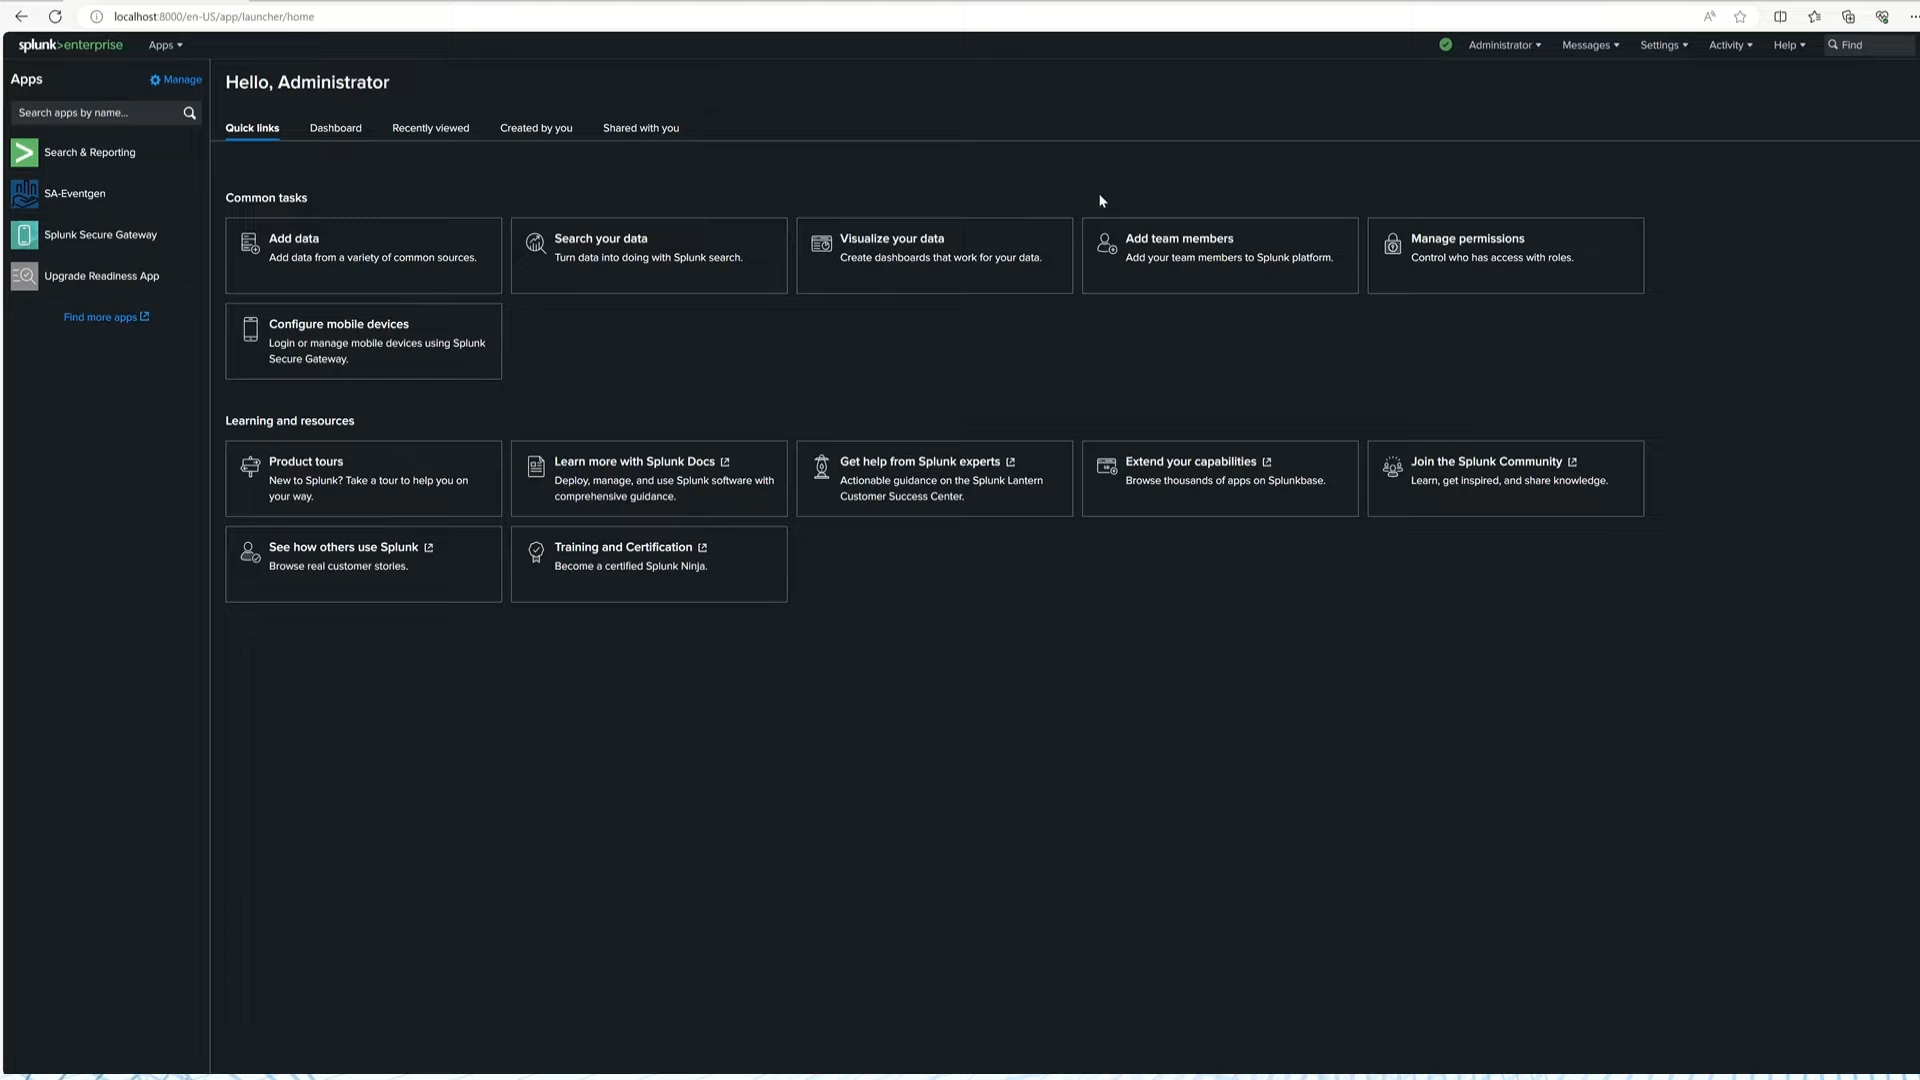 localhost:8000/en-US/app/launcher/home
splunk>enterprise Apps
Administrator Messages Settings Activity Help Find
Apps Manage
Search apps by name...
Search & Reporting
SA-Eventgen
Splunk Secure Gateway
Upgrade Readiness App
Find more apps
Hello, Administrator
Quick links Dashboard Recently viewed Created by you Shared with you
Common tasks
Add data
Add data from a variety of common sources.
Search your data
Turn data into doing with Splunk search.
Visualize your data
Create dashboards that work for your data.
Add team members
Add your team members to Splunk platform.
Manage permissions
Control who has access with roles.
Configure mobile devices
Login or manage mobile devices using Splunk
Secure Gateway.
Learning and resources
Product tours
New to Splunk? Take a tour to help you on
your way.
Learn more with Splunk Docs
Deploy, manage, and use Splunk software with
comprehensive guidance.
Get help from Splunk experts
Actionable guidance on the Splunk Lantern
Customer Success Center.
Extend your capabilities
Browse thousands of apps on Splunkbase.
Join the Splunk Community
Learn, get inspired, and share knowledge.
See how others use Splunk
Browse real customer stories.
Training and Certification
Become a certified Splunk Ninja.